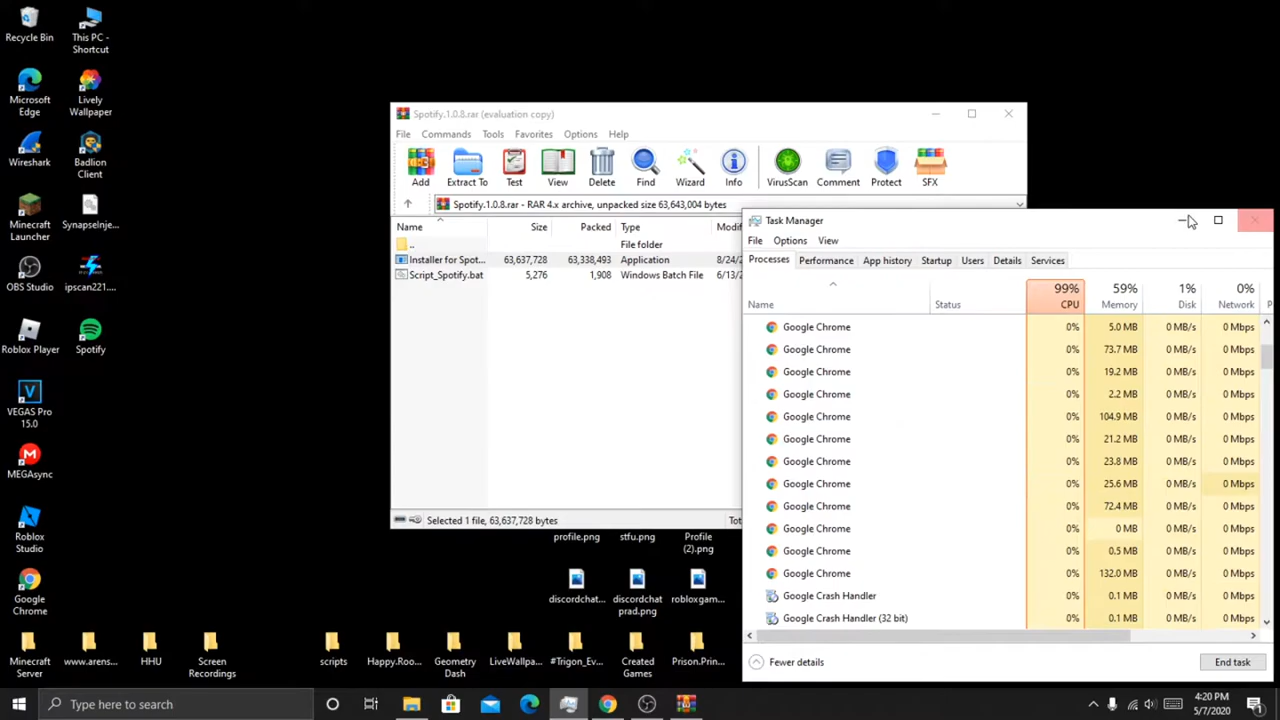 Recycle Bin
This PC -
Shortcut
Microsoft
Edge
Lively
Wallpaper
Wireshark
Badlion
Client
Minecraft
Launcher
Synapselnje...
OBS Studio
ipscan221....
Roblox Player
Spotify
VEGAS Pro
15.0
MEGAsync
Roblox
Studio
Google
Chrome
Minecraft
Server
www.arens...
HHU
Screen
Recordings
scripts
Happy.Roo...
Geometry
Dash
LiveWallpa...
#Trigon_Ev...
Created
Games
Prison.Prin...
profile.png
stfu.png
Profile
(2).png
discordchat...
discordchat
prad.png
robloxgam...
Spotify.1.0.8.rar (evaluation copy)
File Commands Tools Favorites Options Help
Add Extract To Test View Delete Find Wizard Info VirusScan Comment Protect SFX
Spotify.1.0.8.rar - RAR 4.x archive, unpacked size 63,643,004 bytes
Name Size Packed Type Modif
.. File folder
Installer for Spot... 63,637,728 63,338,493 Application 8/24/2
Script_Spotify.bat 5,276 1,908 Windows Batch File 6/13/2
Selected 1 file, 63,637,728 bytes Tot
Task Manager
File Options View
Processes Performance App history Startup Users Details Services
99% 59% 1% 0%
Name Status CPU Memory Disk Network P
Google Chrome 0% 5.0 MB 0 MB/s 0 Mbps
Google Chrome 0% 73.7 MB 0 MB/s 0 Mbps
Google Chrome 0% 19.2 MB 0 MB/s 0 Mbps
Google Chrome 0% 2.2 MB 0 MB/s 0 Mbps
Google Chrome 0% 104.9 MB 0 MB/s 0 Mbps
Google Chrome 0% 21.2 MB 0 MB/s 0 Mbps
Google Chrome 0% 23.8 MB 0 MB/s 0 Mbps
Google Chrome 0% 25.6 MB 0 MB/s 0 Mbps
Google Chrome 0% 72.4 MB 0 MB/s 0 Mbps
Google Chrome 0% 0 MB 0 MB/s 0 Mbps
Google Chrome 0% 0.5 MB 0 MB/s 0 Mbps
Google Chrome 0% 132.0 MB 0 MB/s 0 Mbps
Google Crash Handler 0% 0.1 MB 0 MB/s 0 Mbps
Google Crash Handler (32 bit) 0% 0.1 MB 0 MB/s 0 Mbps
Fewer details End task
Type here to search
4:20 PM
5/7/2020